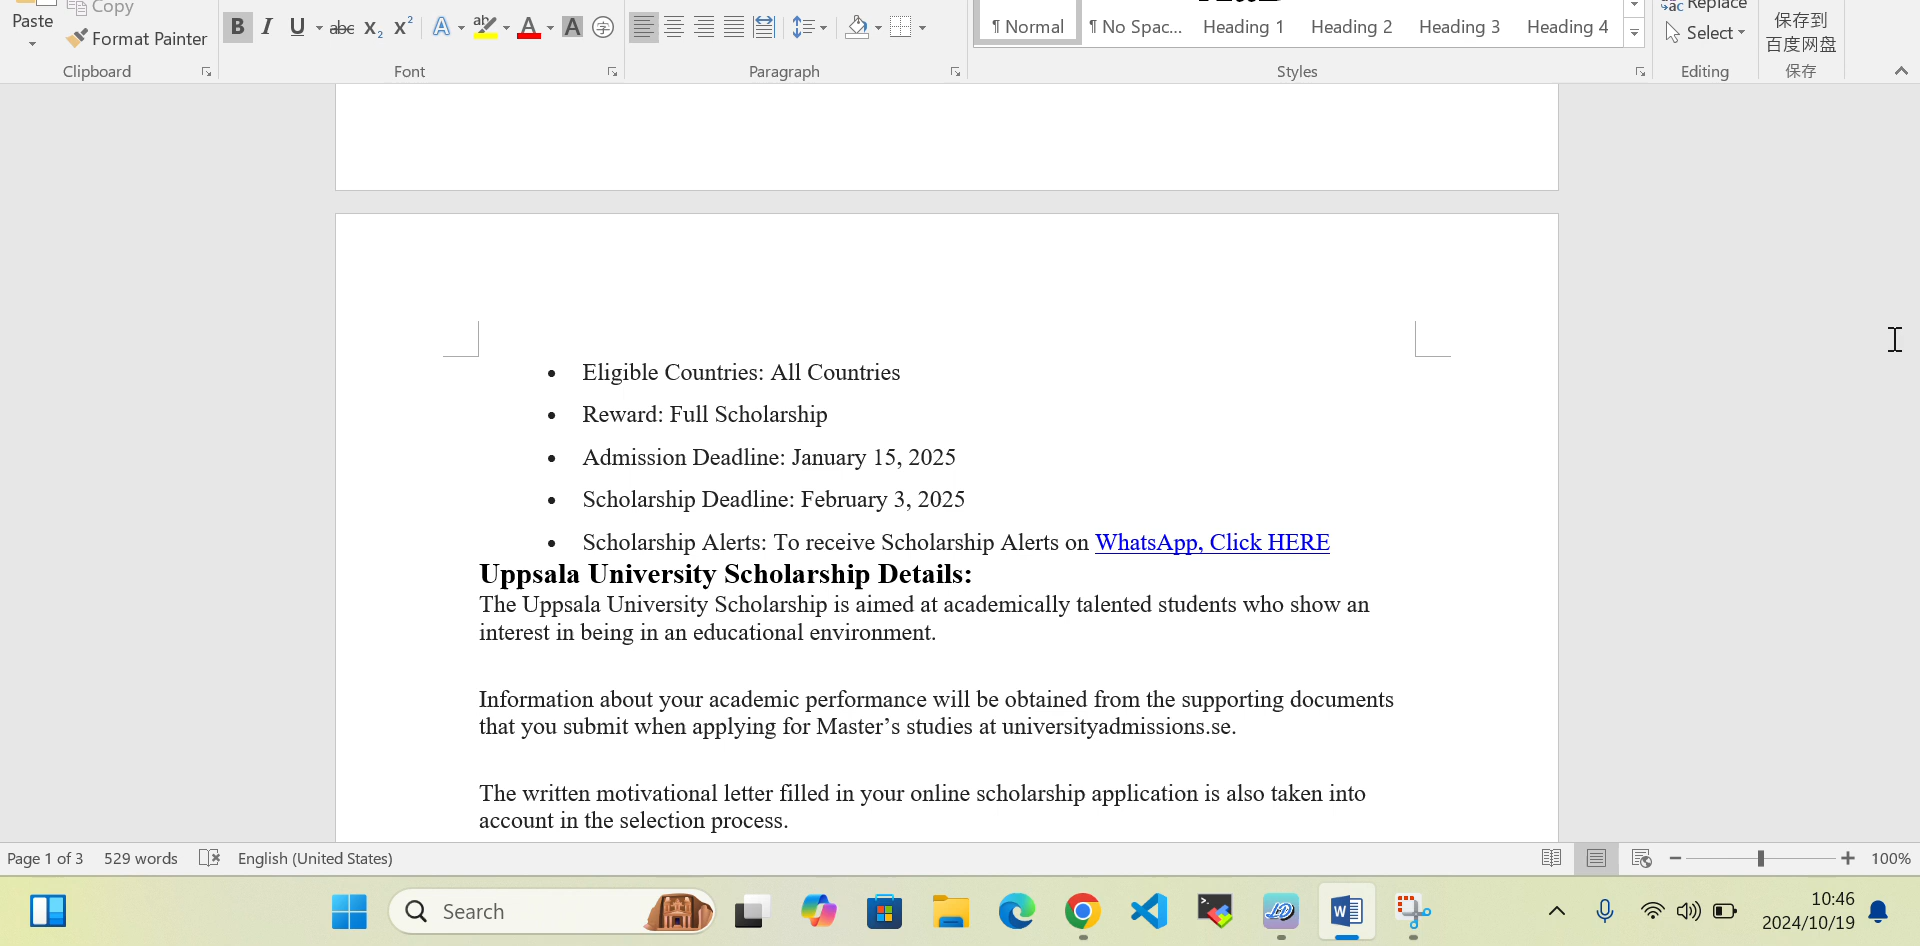 Paste
Copy
Format Painter
Clipboard
B I U abc X₂ X² A ab A A 字
Font
Paragraph
¶ Normal
¶ No Spac...
Heading 1
Heading 2
Heading 3
Heading 4
Styles
Replace
Select
Editing
保存到
百度网盘
保存
• Eligible Countries: All Countries
• Reward: Full Scholarship
• Admission Deadline: January 15, 2025
• Scholarship Deadline: February 3, 2025
• Scholarship Alerts: To receive Scholarship Alerts on WhatsApp, Click HERE
Uppsala University Scholarship Details:
The Uppsala University Scholarship is aimed at academically talented students who show an
interest in being in an educational environment.
Information about your academic performance will be obtained from the supporting documents
that you submit when applying for Master’s studies at universityadmissions.se.
The written motivational letter filled in your online scholarship application is also taken into
account in the selection process.
Page 1 of 3 529 words English (United States) 100%
Search
10:46
2024/10/19